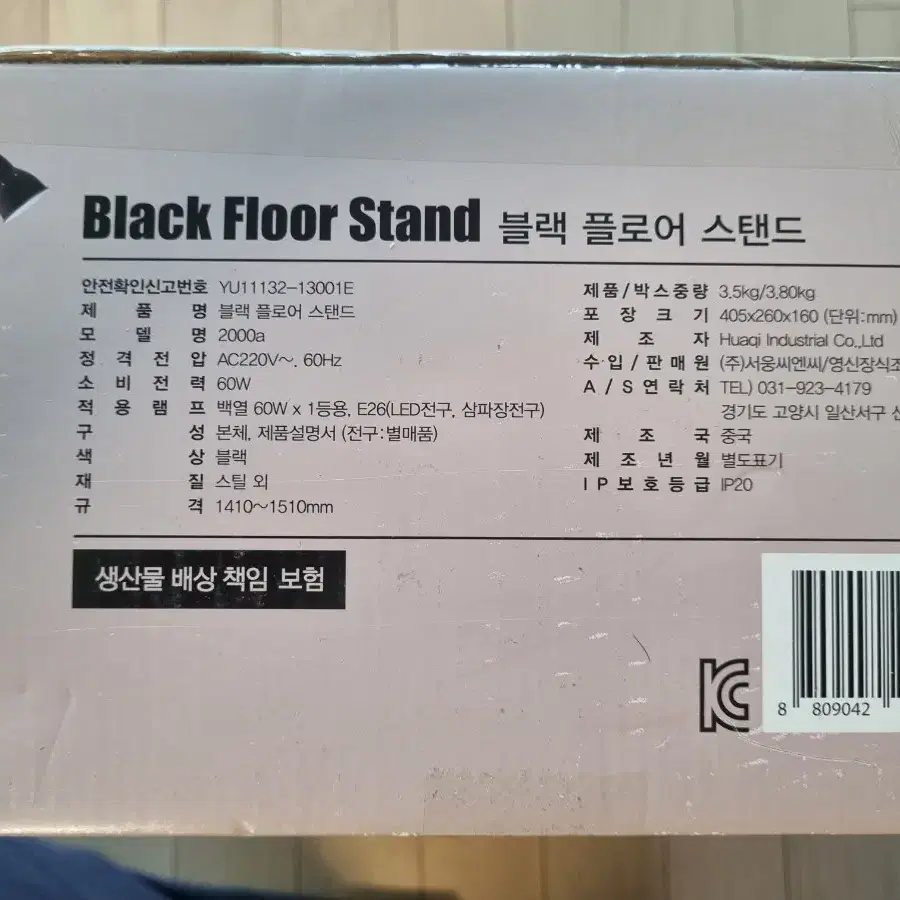 Black Floor Stand 블랙 플로어 스탠드
안전확인신고번호 YU11132-13001E
제품명 블랙 플로어 스탠드
모델명 2000a
정격전압 AC220V~, 60Hz
소비전력 60W
적용램프 백열 60W x 1등용, E26(LED전구, 삼파장전구)
구성 본체, 제품설명서 (전구:별매품)
색상 블랙
재질 스틸 외
규격 1410~1510mm
제품/박스중량 3.5kg/3.80kg
포장크기 405x260x160 (단위:mm)
제조자 Huaqi Industrial Co.,Ltd
수입/판매원 (주)서웅씨엔씨/영신장식조
A/S연락처 TEL) 031-923-4179
경기도 고양시 일산서구
제조국 중국
제조년월 별도표기
IP보호등급 IP20
생산물 배상 책임 보험
8 809042